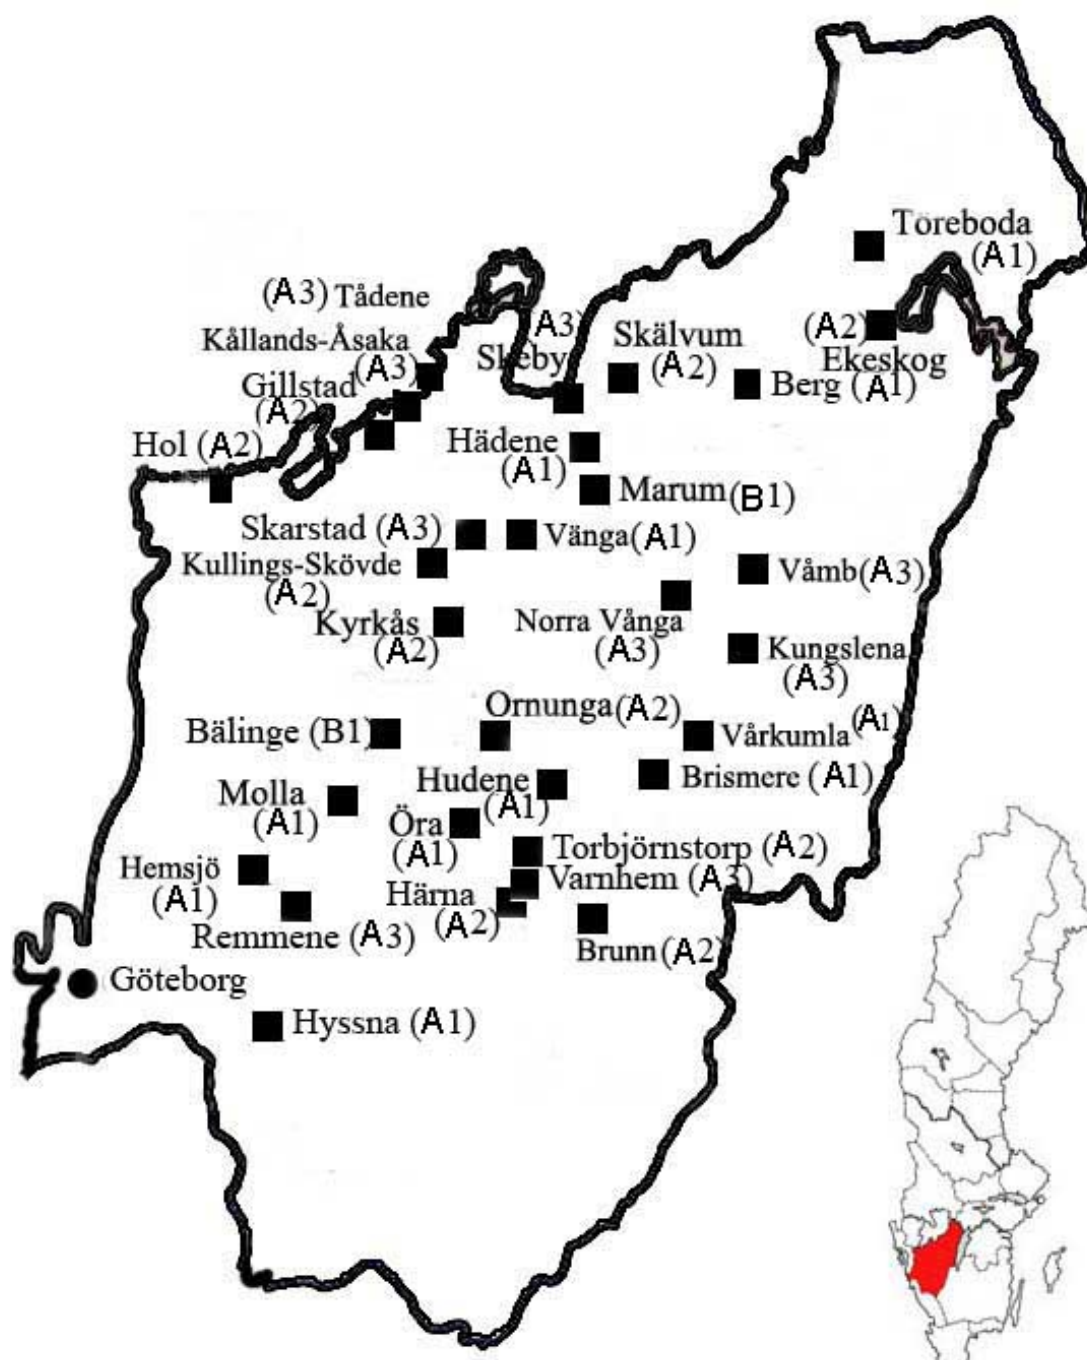 Töreboda
(A1)
(A3) Tådene
Kållands-Åsaka
(A3)
(A3)
Skeby
Skälvum
(A2)
(A2)
Ekeskog
Gillstad
(A2)
Berg (A1)
Hol (A2)
Hädene
(A1)
Marum (B1)
Skarstad (A3)
Vänga (A1)
Kullings-Skövde
(A2)
Våmb (A3)
Kyrkås
(A2)
Norra Vånga
(A3)
Kungslena
(A3)
Ornunga (A2)
Bälinge (B1)
Vårkumla (A1)
Hudene
(A1)
Brismere (A1)
Molla
(A1)
Öra
(A1)
Torbjörnstorp (A2)
Hemsjö
(A1)
Varnhem (A3)
Härna
(A2)
Remmene (A3)
Brunn (A2)
Göteborg
Hyssna (A1)